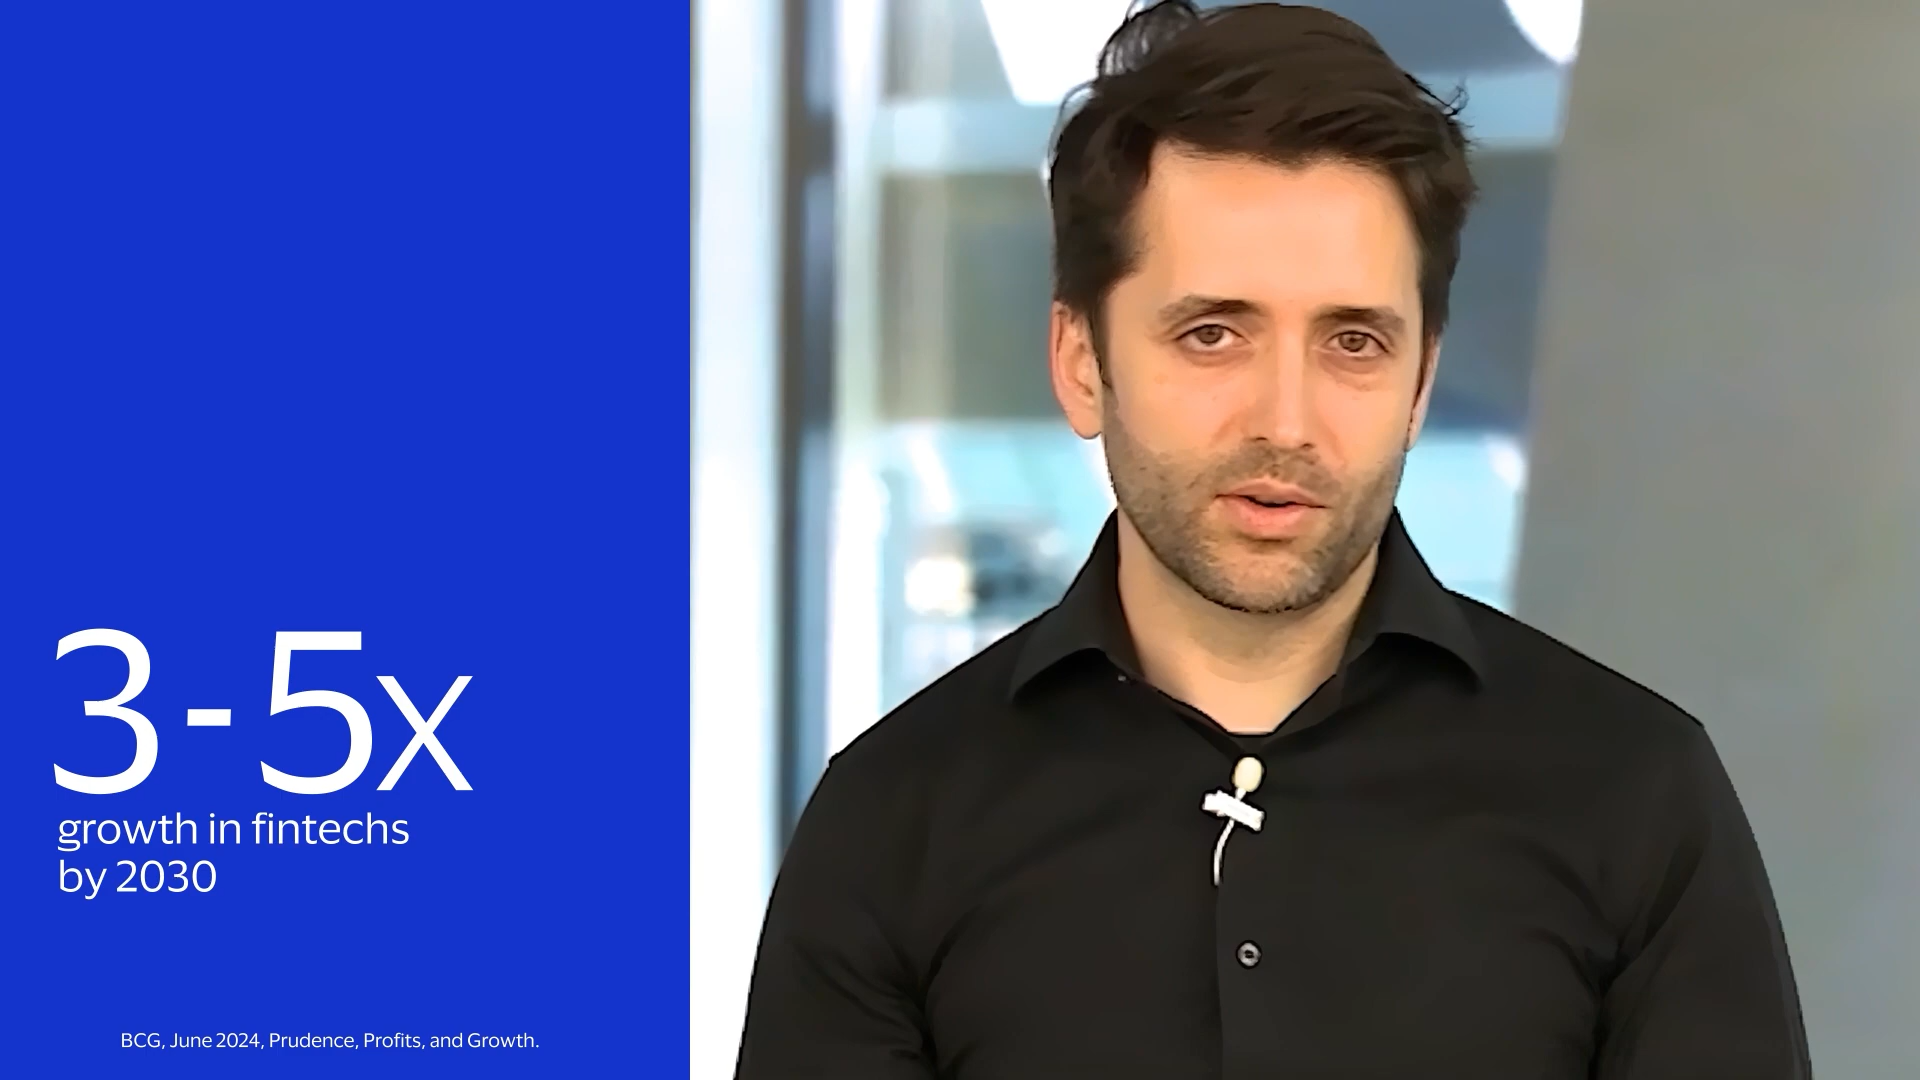 3-5x
growth in fintechs
by 2030
BCG, June 2024, Prudence, Profits, and Growth.